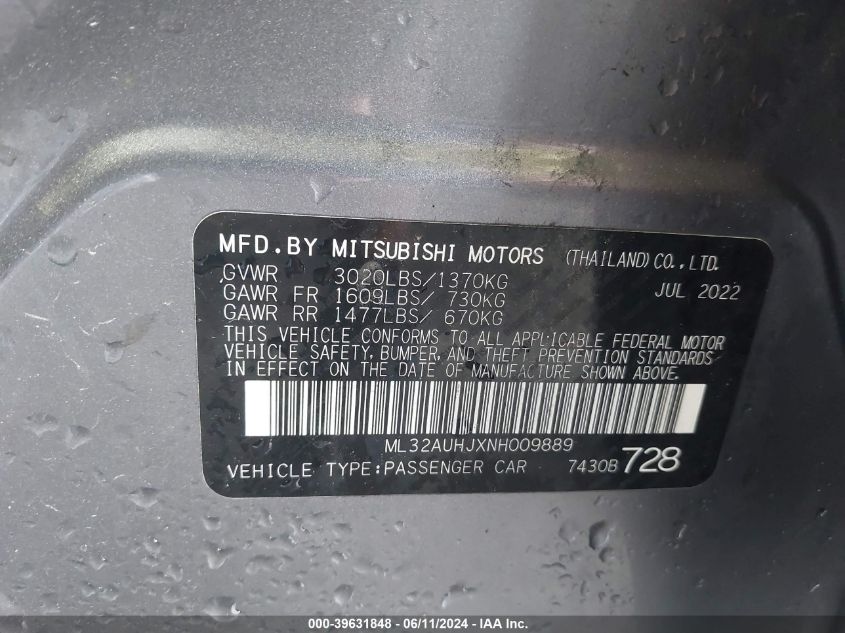 MFD.BY MITSUBISHI MOTORS (THAILAND)CO.,LTD.
GVWR 3020LBS/1370KG JUL 2022
GAWR FR 1609LBS/ 730KG
GAWR RR 1477LBS/ 670KG
THIS VEHICLE CONFORMS TO ALL APPLICABLE FEDERAL MOTOR
VEHICLE SAFETY, BUMPER, AND THEFT PREVENTION STANDARDS
IN EFFECT ON THE DATE OF MANUFACTURE SHOWN ABOVE.
ML32AUHJXNH009889
VEHICLE TYPE:PASSENGER CAR 7430B 728
000-39631848 - 06/11/2024 - IAA Inc.